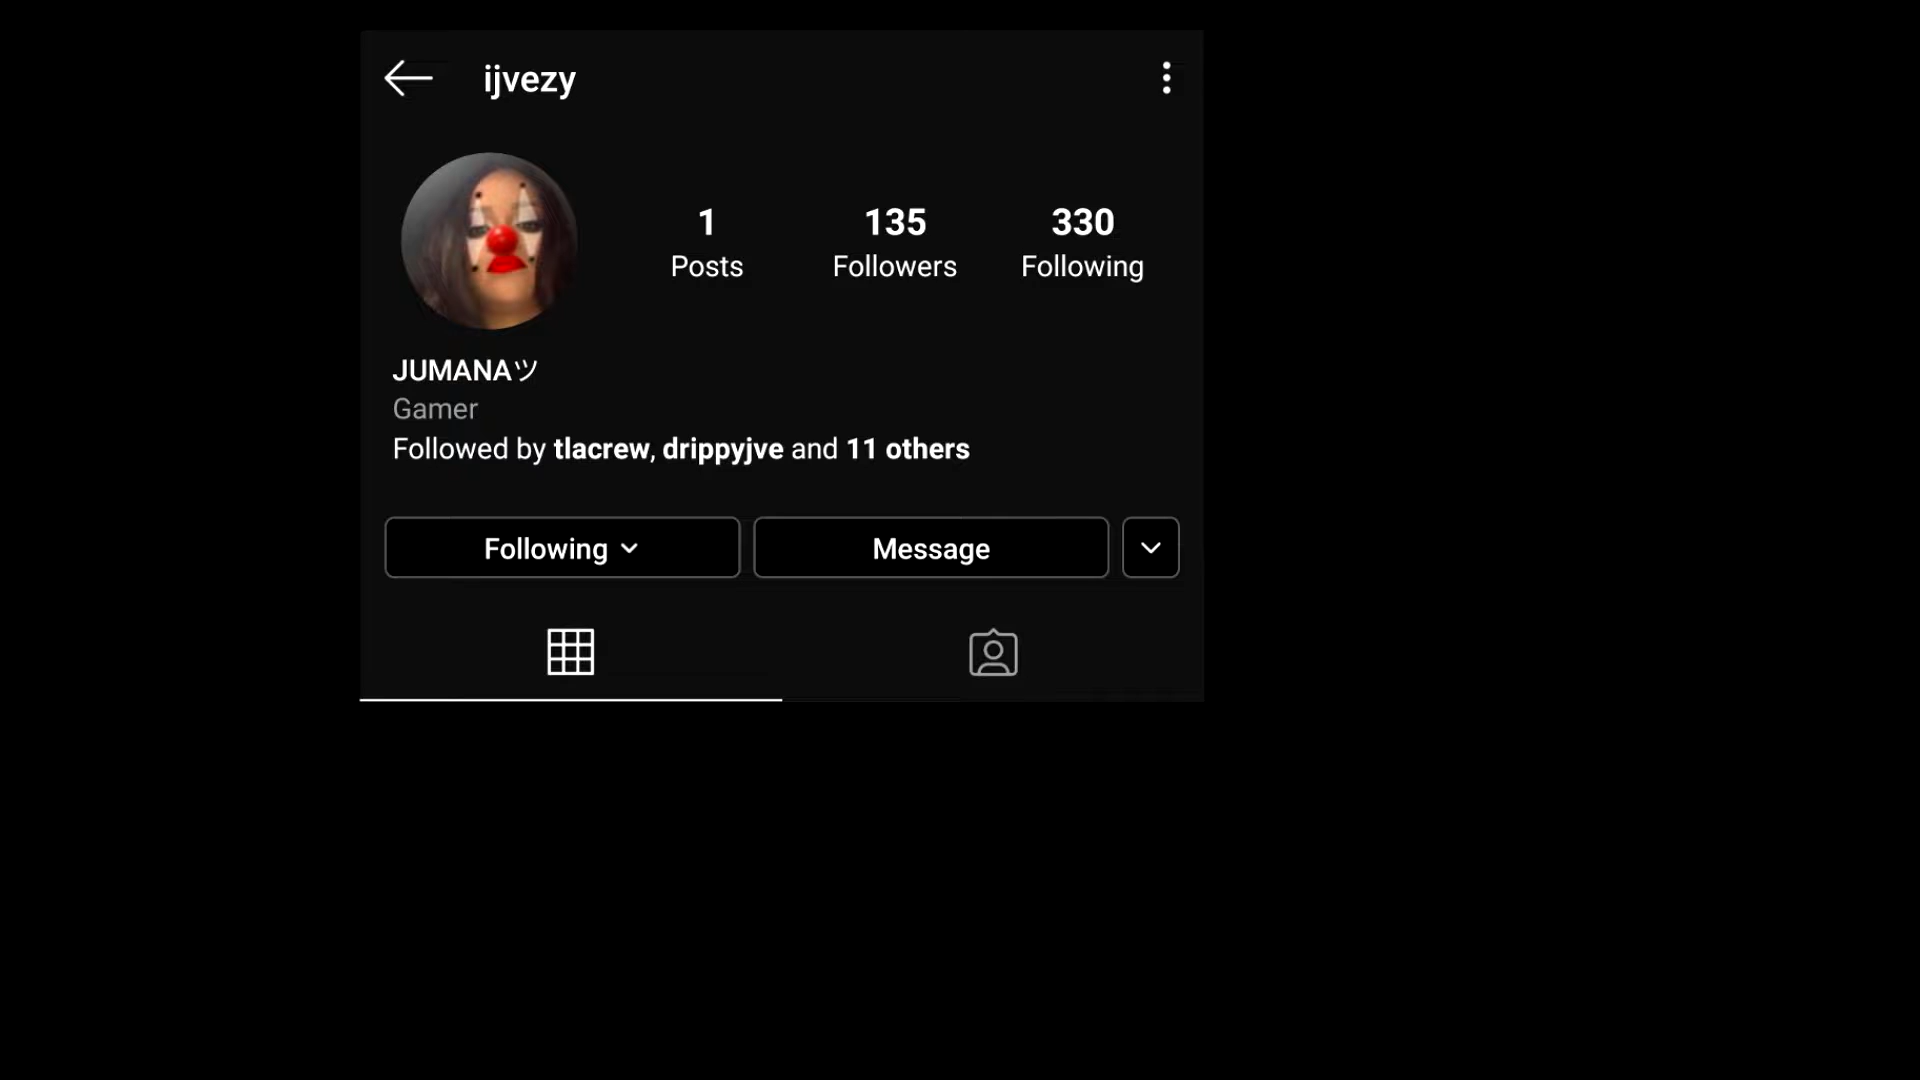 ijvezy
1 135 330
Posts Followers Following
JUMANAツ
Gamer
Followed by tlacrew, drippyjve and 11 others
Following Message